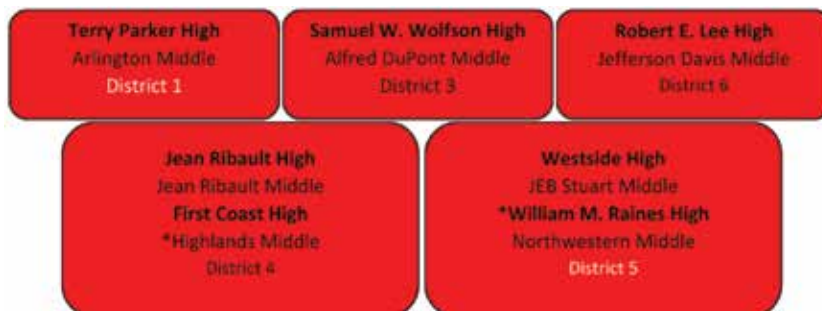 Terry Parker High
Arlington Middle
District 1
Samuel W. Wolfson High
Alfred DuPont Middle
District 3
Robert E. Lee High
Jefferson Davis Middle
District 6
Jean Ribault High
Jean Ribault Middle
First Coast High
*Highlands Middle
District 4
Westside High
JEB Stuart Middle
*William M. Raines High
Northwestern Middle
District 5